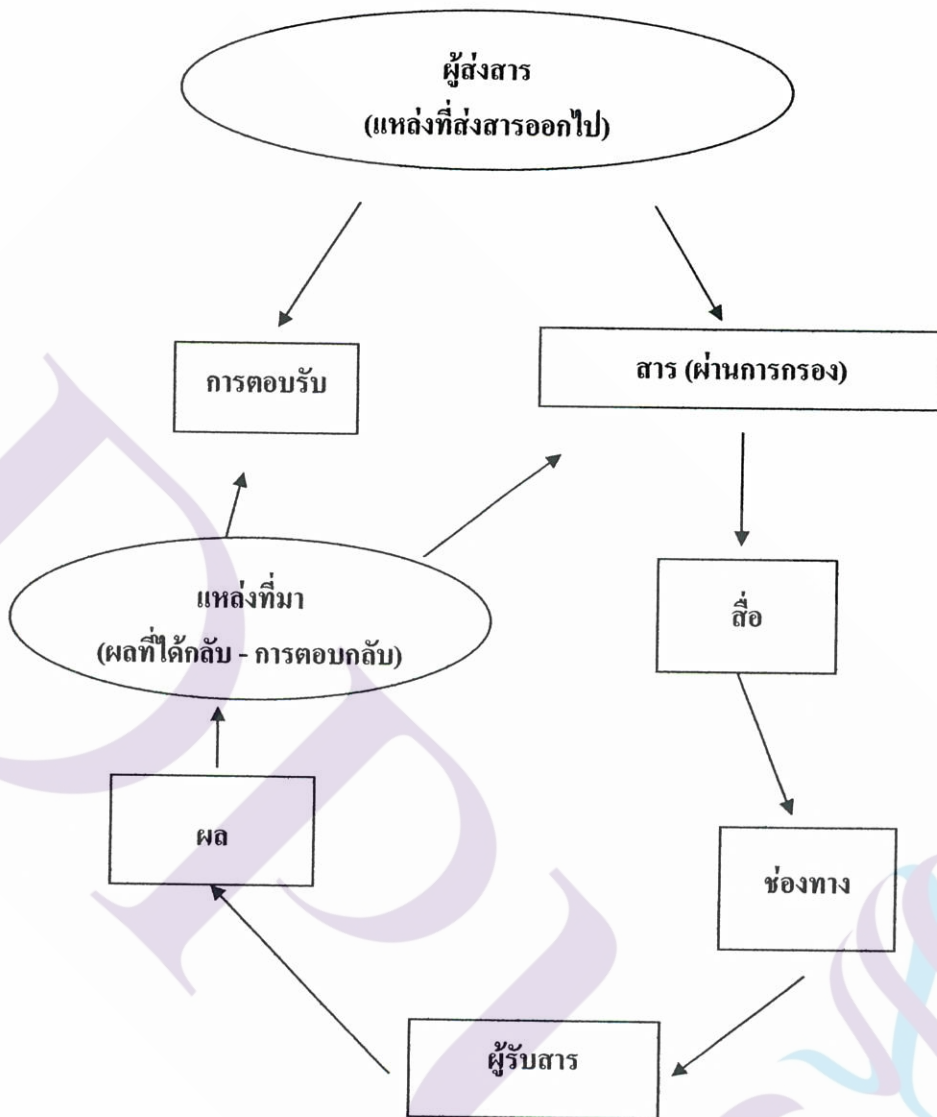 ผู้ส่งสาร
(แหล่งที่ส่งสารออกไป)
การตอบรับ
สาร (ผ่านการกรอง)
แหล่งที่มา
(ผลที่ได้กลับ - การตอบกลับ)
สื่อ
ผล
ช่องทาง
ผู้รับสาร